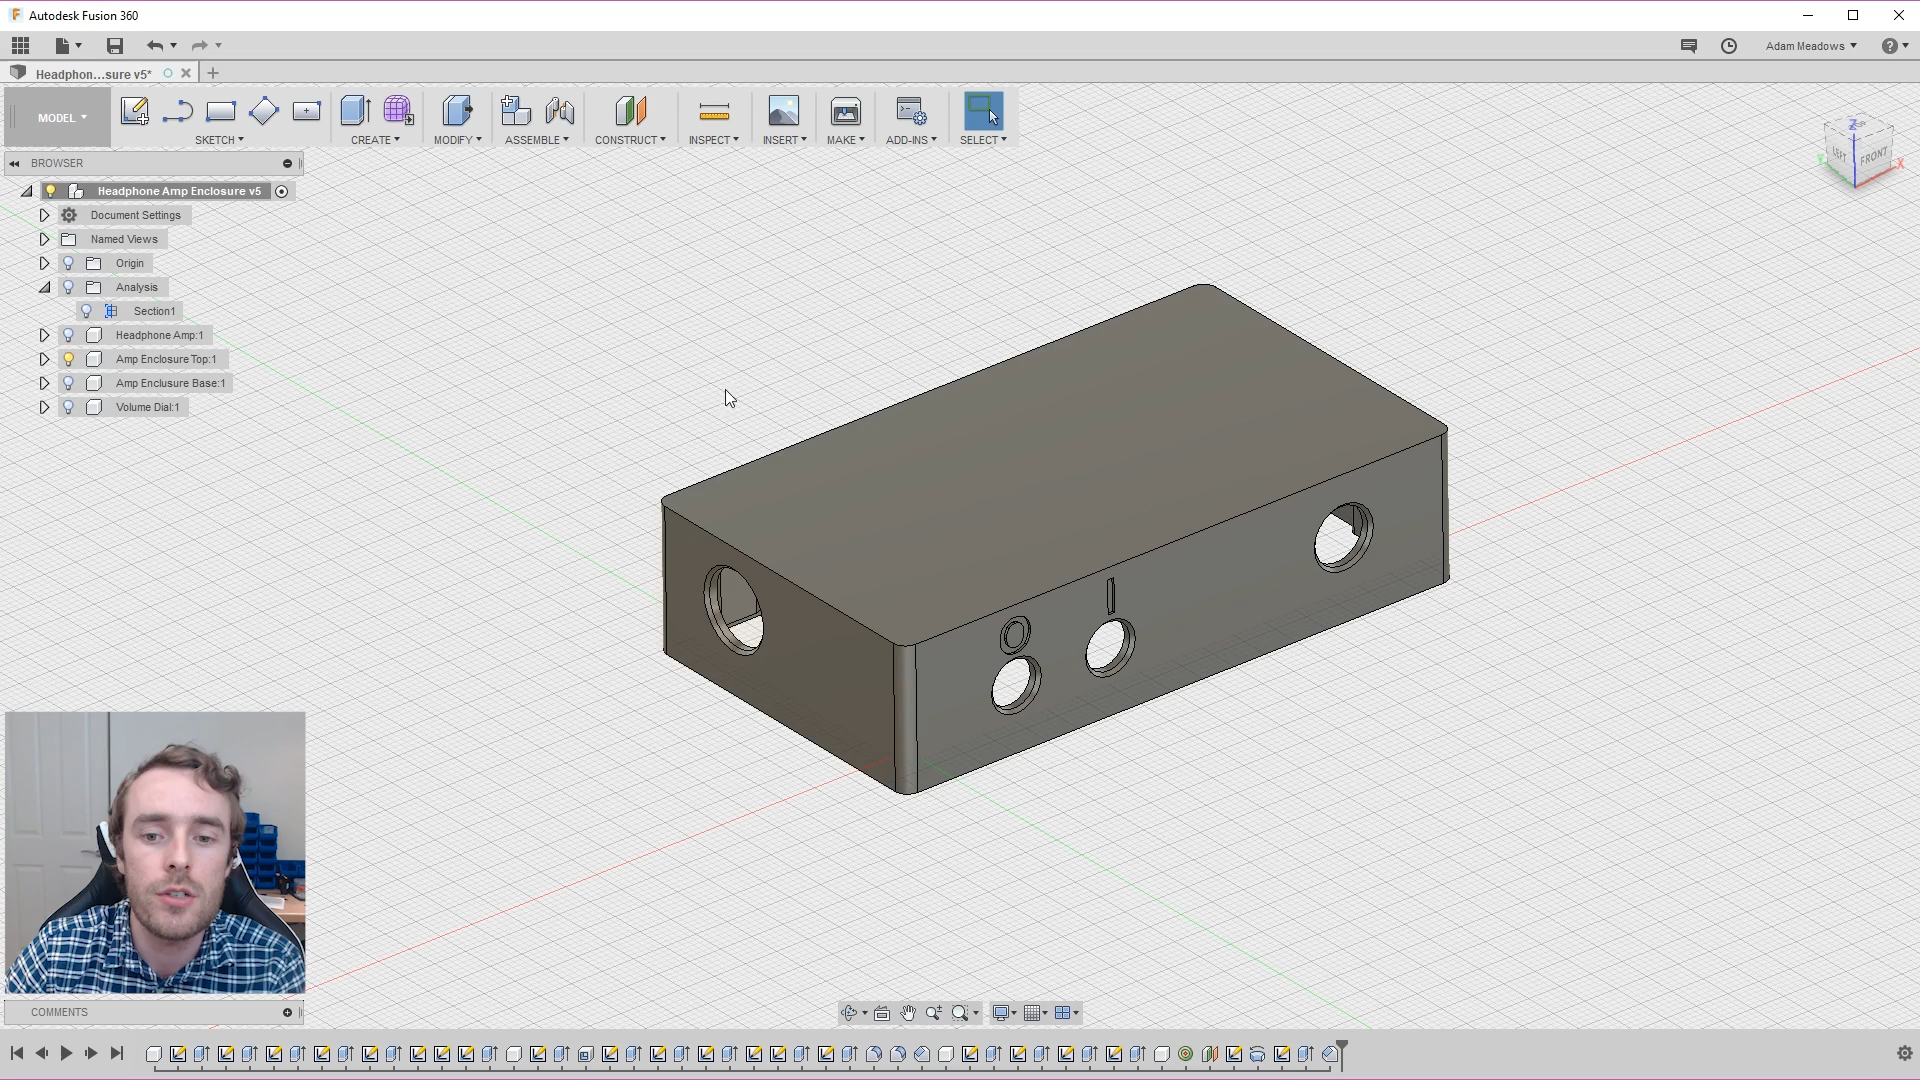 Autodesk Fusion 360
Adam Meadows
Headphon...sure v5*
MODEL
SKETCH
CREATE
MODIFY
ASSEMBLE
CONSTRUCT
INSPECT
INSERT
MAKE
ADD-INS
SELECT
BROWSER
Headphone Amp Enclosure v5
Document Settings
Named Views
Origin
Analysis
Section1
Headphone Amp:1
Amp Enclosure Top:1
Amp Enclusure Base:1
Volume Dial:1
Z
LEFT
FRONT
X
Y
COMMENTS